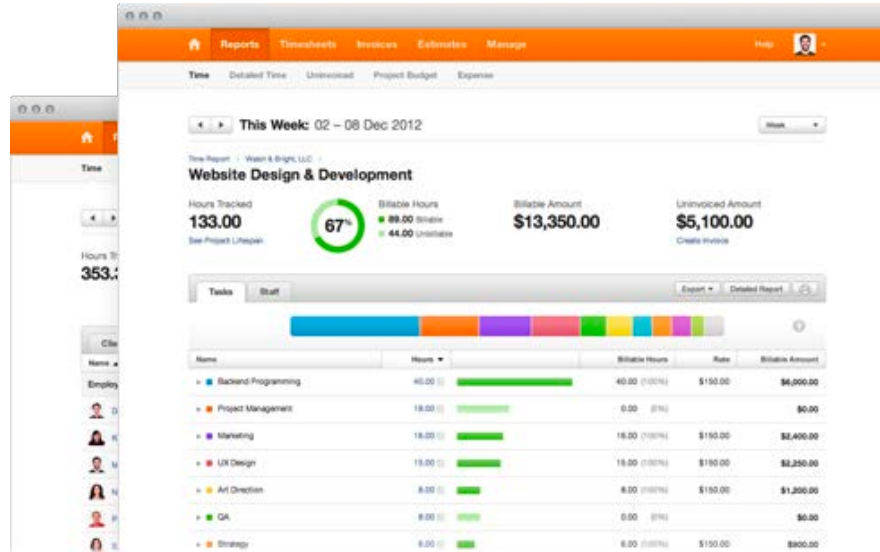 Reports Timesheets Invoices Estimates Manage Help
Time Detailed Time Uninvoiced Project Budget Expense
This Week: 02 – 08 Dec 2012 Week
Time Report Website Design & Development
Hours Tracked Billable Hours Billable Amount Uninvoiced Amount
133.00 67% 89.00 Billable $13,350.00 $5,100.00
44.00 Unbillable
See Project Lifespan Create Invoice
Tasks Staff Export Detailed Report
Name Hours Billable Hours Rate Billable Amount
Backend Programming 40.00 40.00 (100%) $150.00 $6,000.00
Project Management 18.00 0.00 (0%) $0.00
Marketing 16.00 16.00 (100%) $150.00 $2,400.00
UX Design 15.00 15.00 (100%) $150.00 $2,250.00
Art Direction 8.00 8.00 (100%) $150.00 $1,200.00
QA 8.00 0.00 (0%) $0.00
Strategy 6.00 6.00 (100%) $150.00 $900.00
Time
Hours
Name